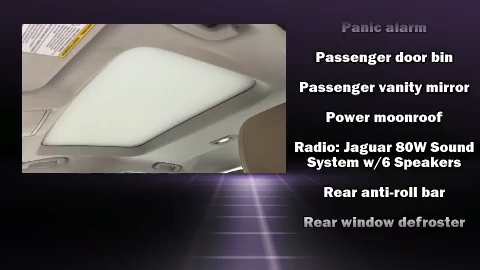 Panic alarm
Passenger door bin
Passenger vanity mirror
Power moonroof
Radio: Jaguar 80W Sound
System w/6 Speakers
Rear anti-roll bar
Rear window defroster